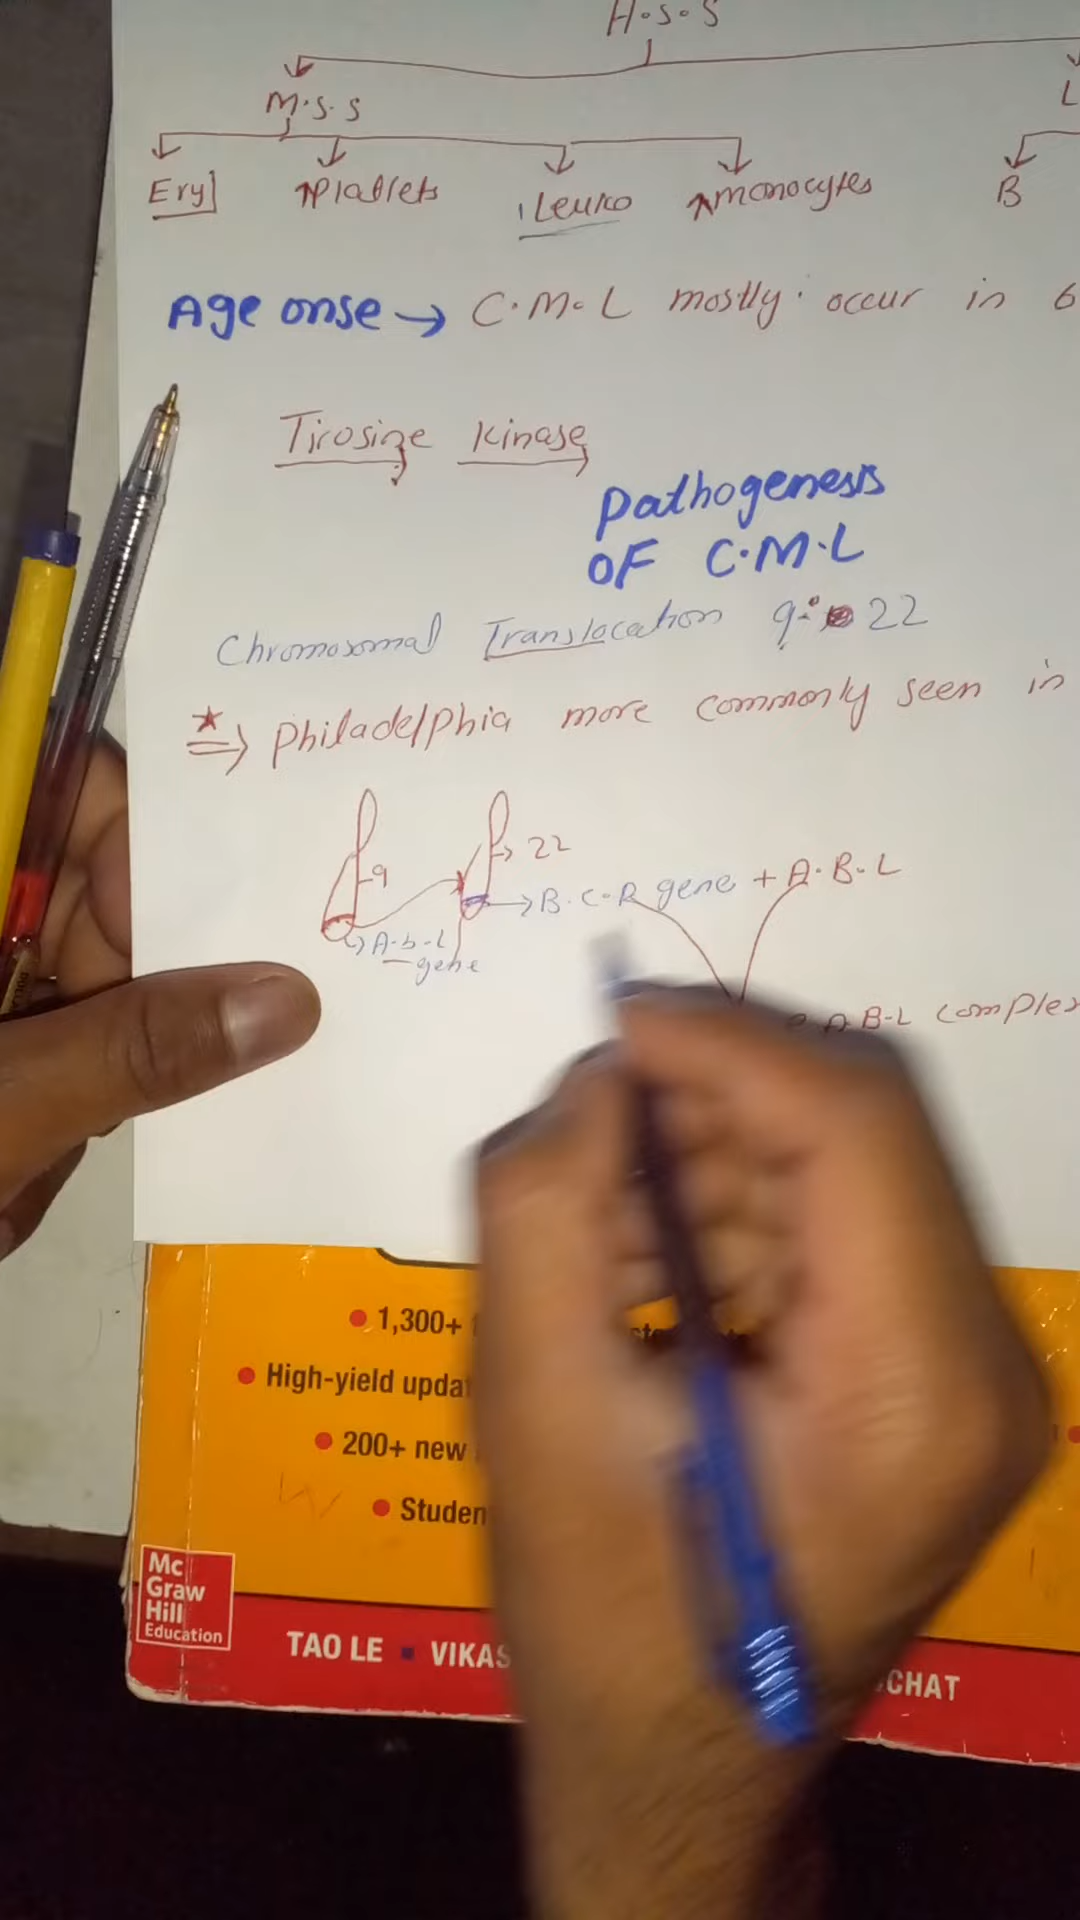 H.S.S
M.S.S L
Ery ↑Platlets Leuko ↑monocytes B
Age onse → C.M.L mostly occur in 6
Tirosine Kinase
Pathogenesis
OF C.M.L
Chromosomal Translocation 9: 22
* ⇒ Philadelphia more commonly seen in
9 → 22
→ B.C.R gene + A.B.L
→ A.b.L
gene
A B-L complex
1,300+
High-yield updat
200+ new
Studen
Mc
Graw
Hill
Education
TAO LE ▪ VIKAS
CHAT